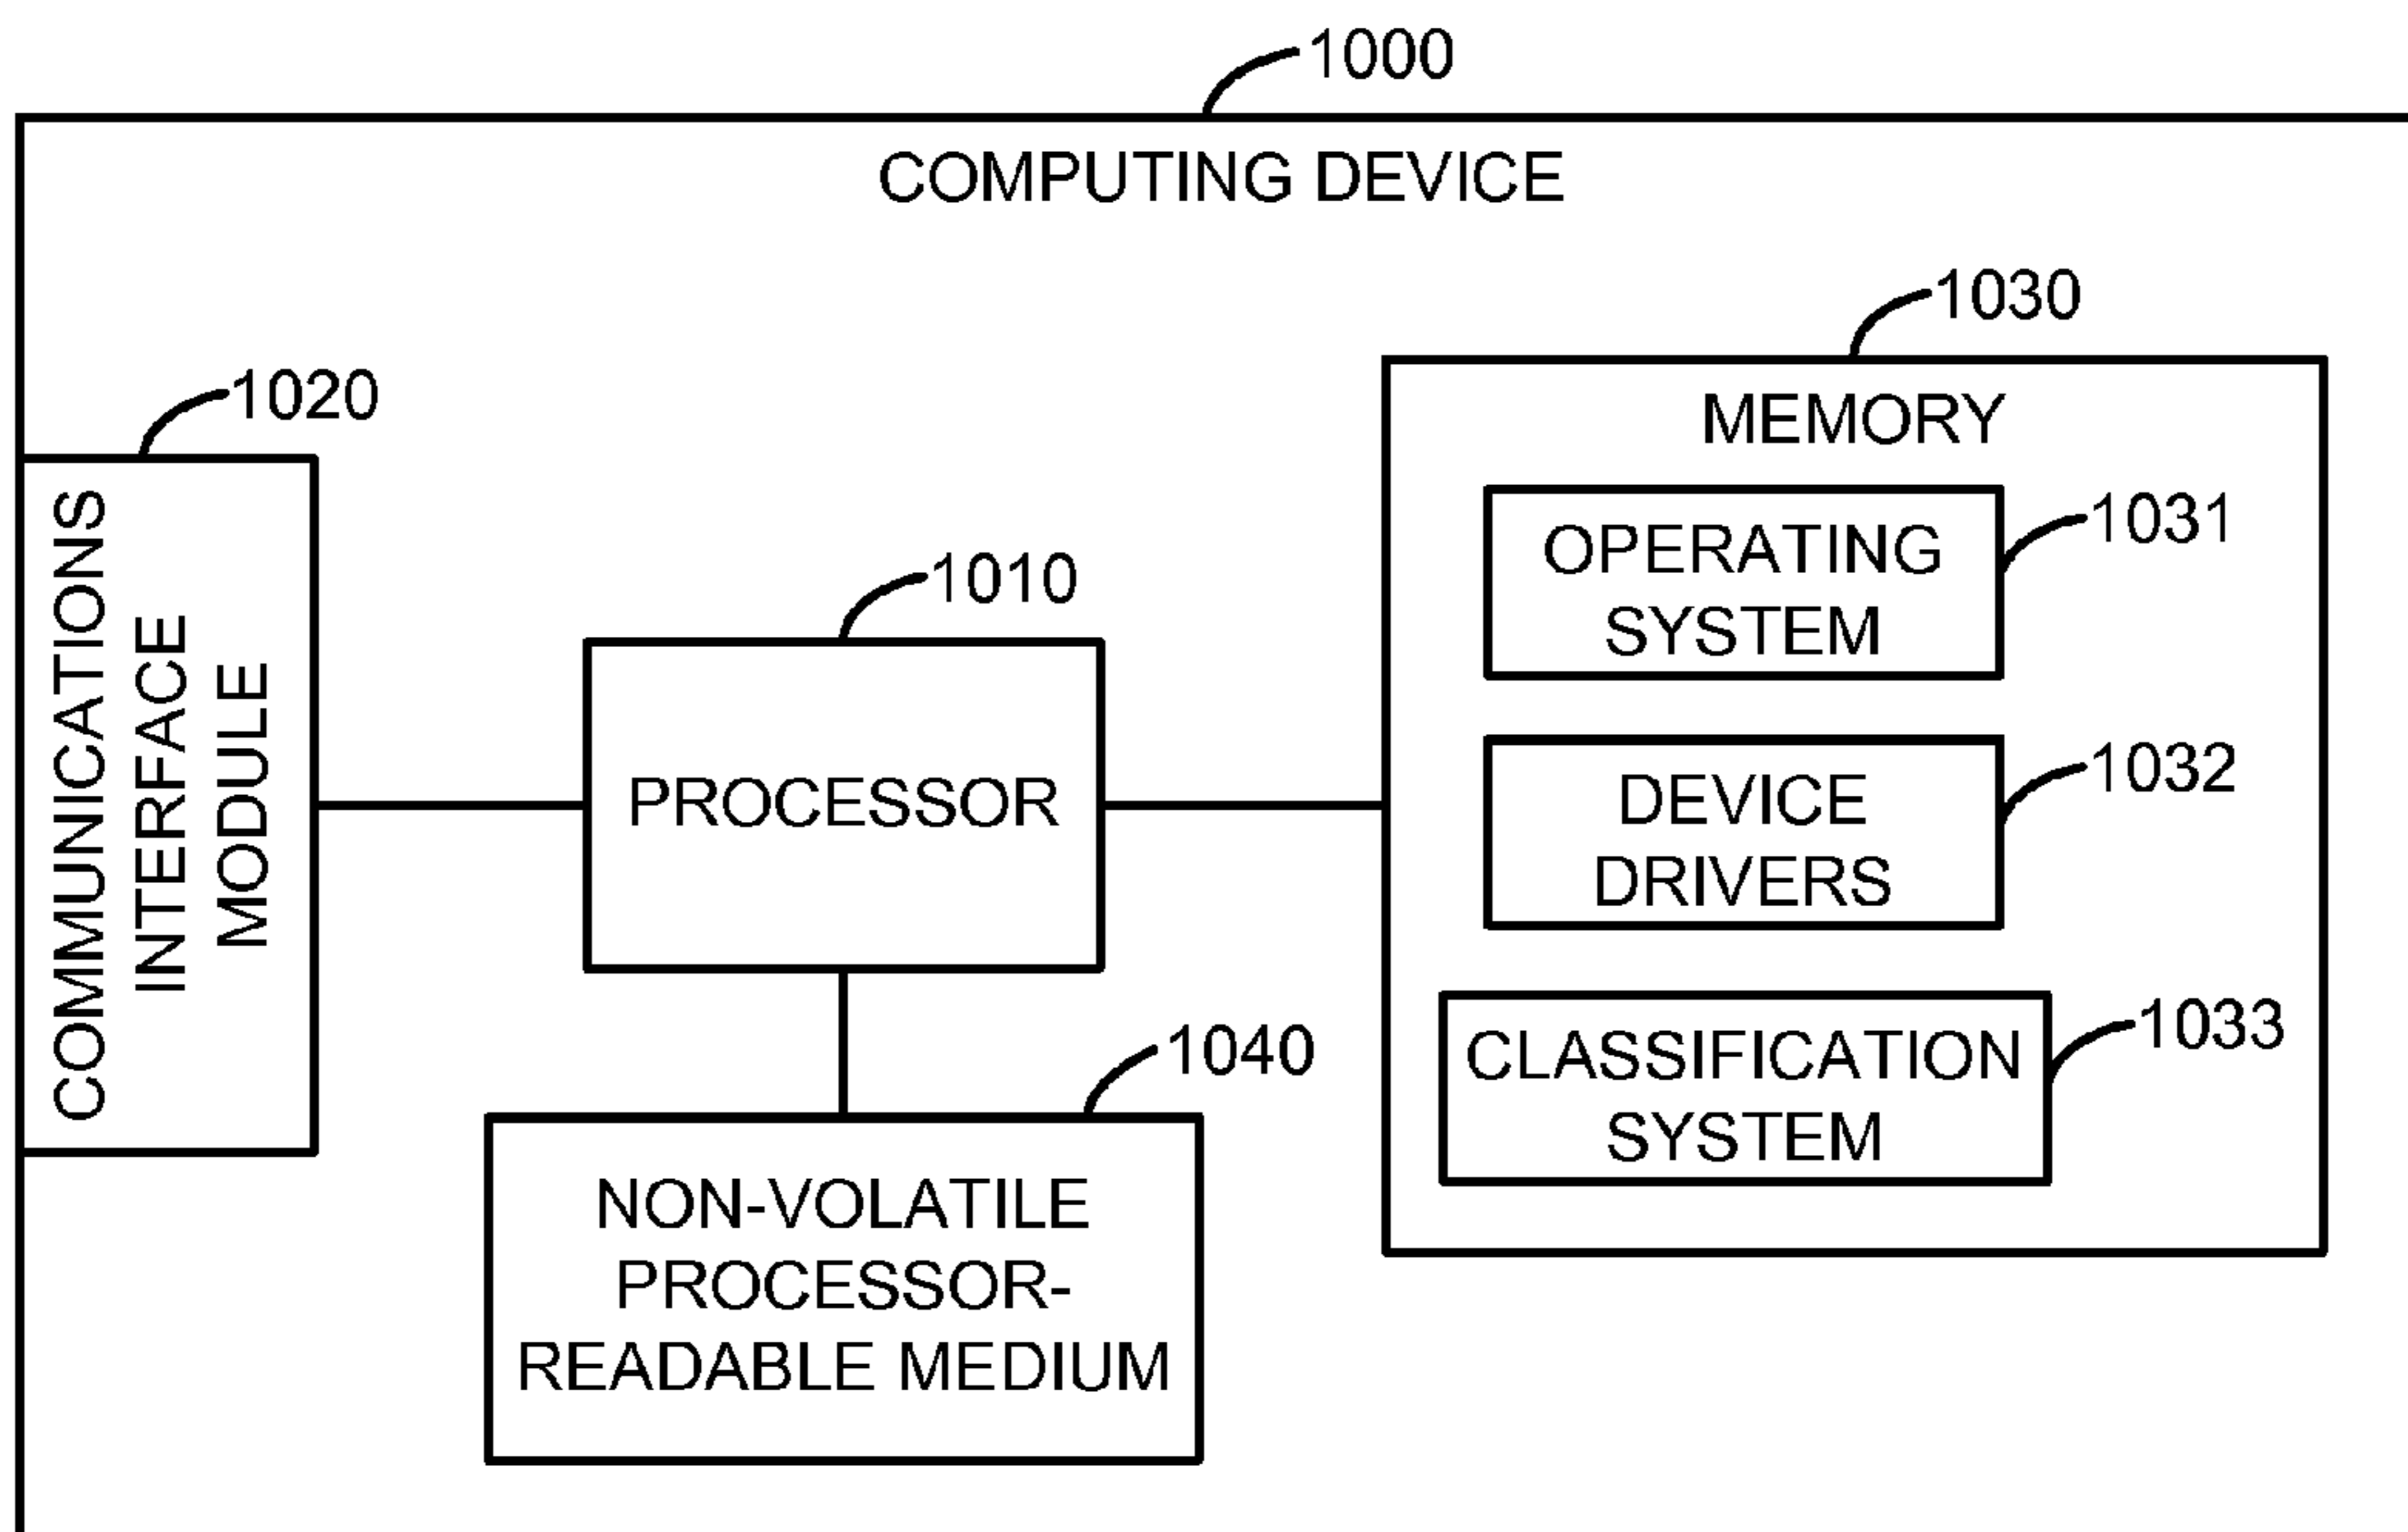 1000
COMPUTING DEVICE
1030
MEMORY
1020
COMMUNICATIONS
INTERFACE
MODULE
1031
OPERATING
SYSTEM
1010
PROCESSOR
1032
DEVICE
DRIVERS
1033
CLASSIFICATION
SYSTEM
1040
NON-VOLATILE
PROCESSOR-
READABLE MEDIUM